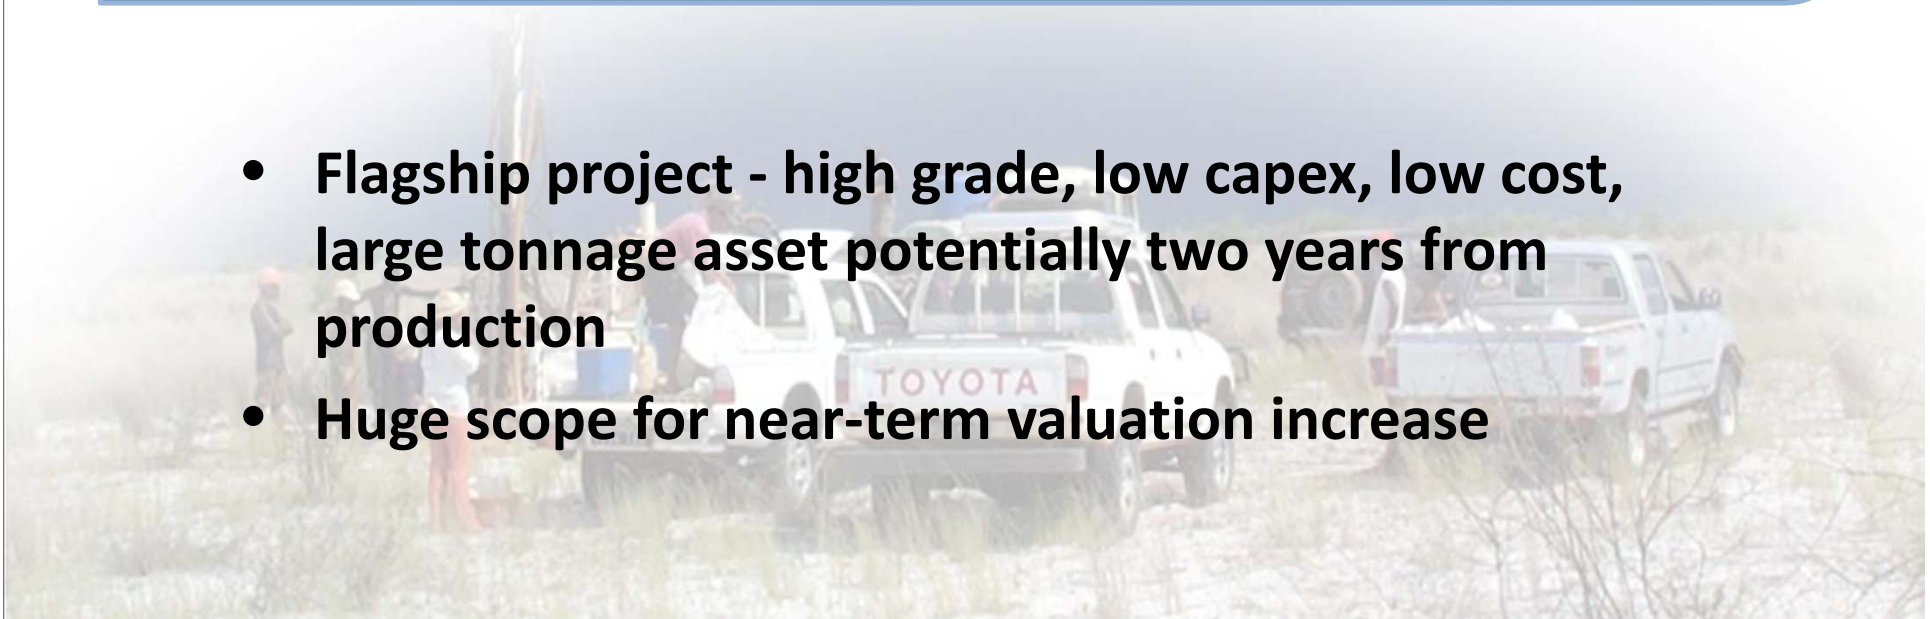 • Flagship project - high grade, low capex, low cost,
large tonnage asset potentially two years from
production
TOYOTA
• Huge scope for near-term valuation increase